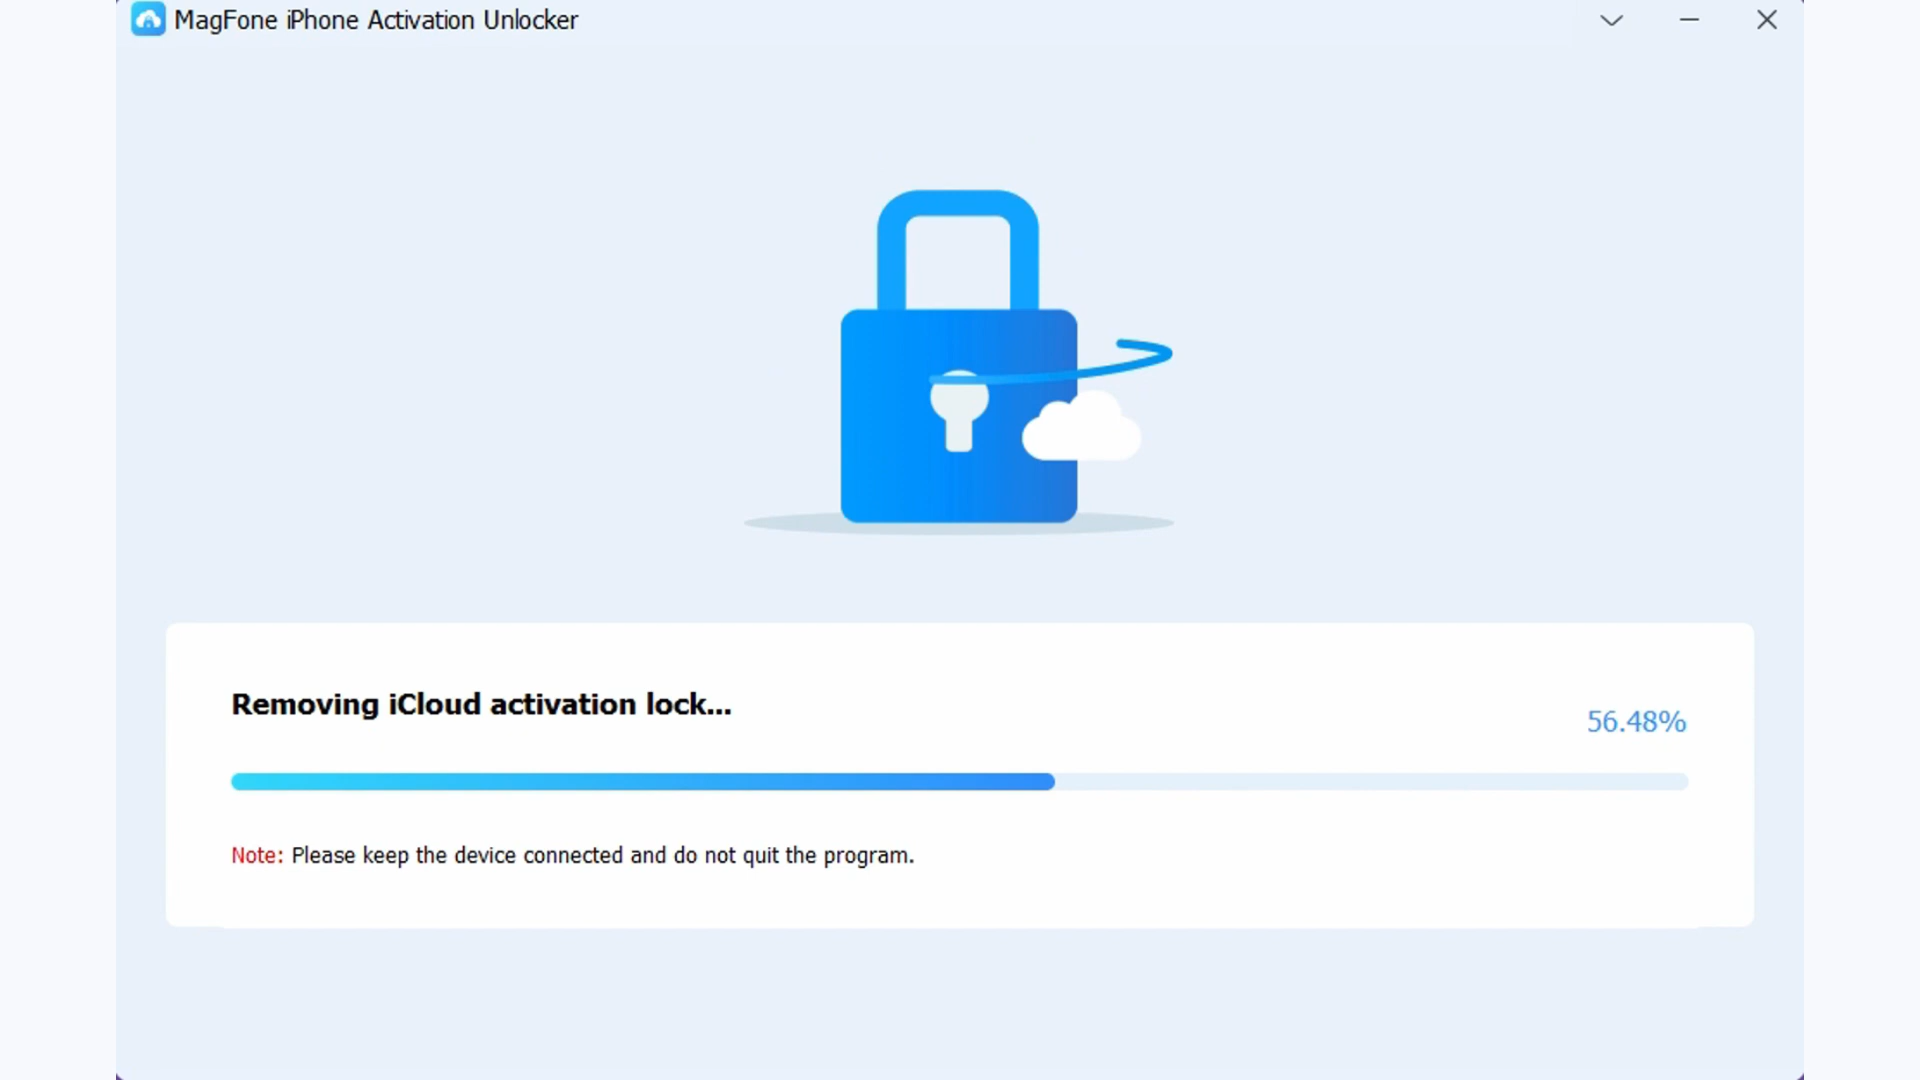 MagFone iPhone Activation Unlocker
Removing iCloud activation lock...
56.48%
Note: Please keep the device connected and do not quit the program.